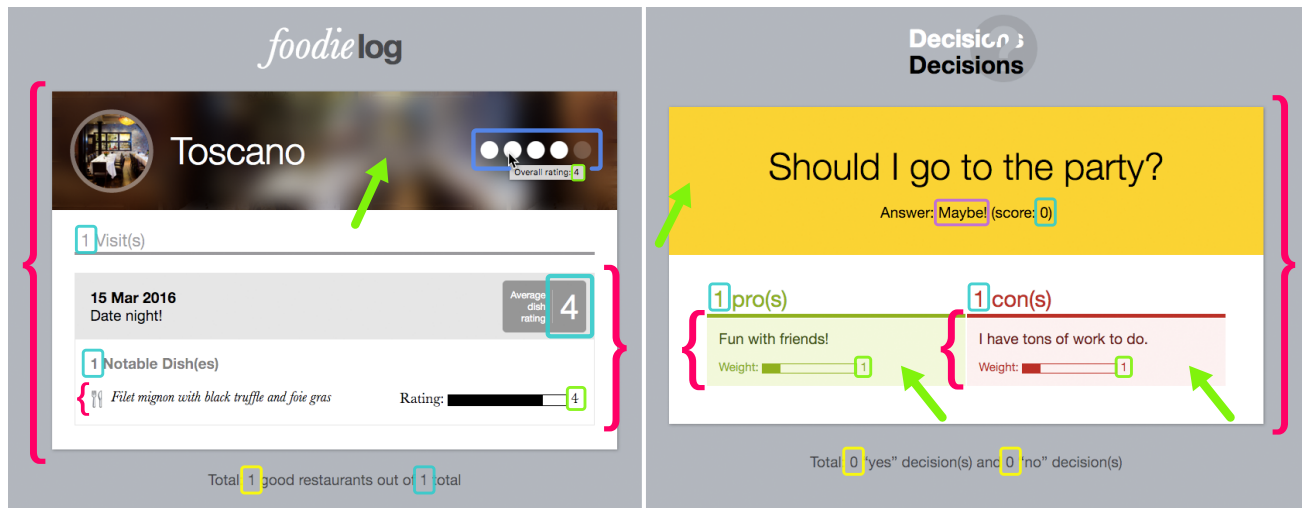 foodielog
Toscano
Overall rating: 4
1 Visit(s)
15 Mar 2016
Date night!
Average
dish
rating
4
1 Notable Dish(es)
Filet mignon with black truffle and foie gras
Rating: 4
Total 1 good restaurants out of 1 total
Decisions
Decisions
?
Should I go to the party?
Answer: Maybe! (score: 0)
1 pro(s)
Fun with friends!
Weight: 1
1 con(s)
I have tons of work to do.
Weight: 1
Total 0 "yes" decision(s) and 0 "no" decision(s)